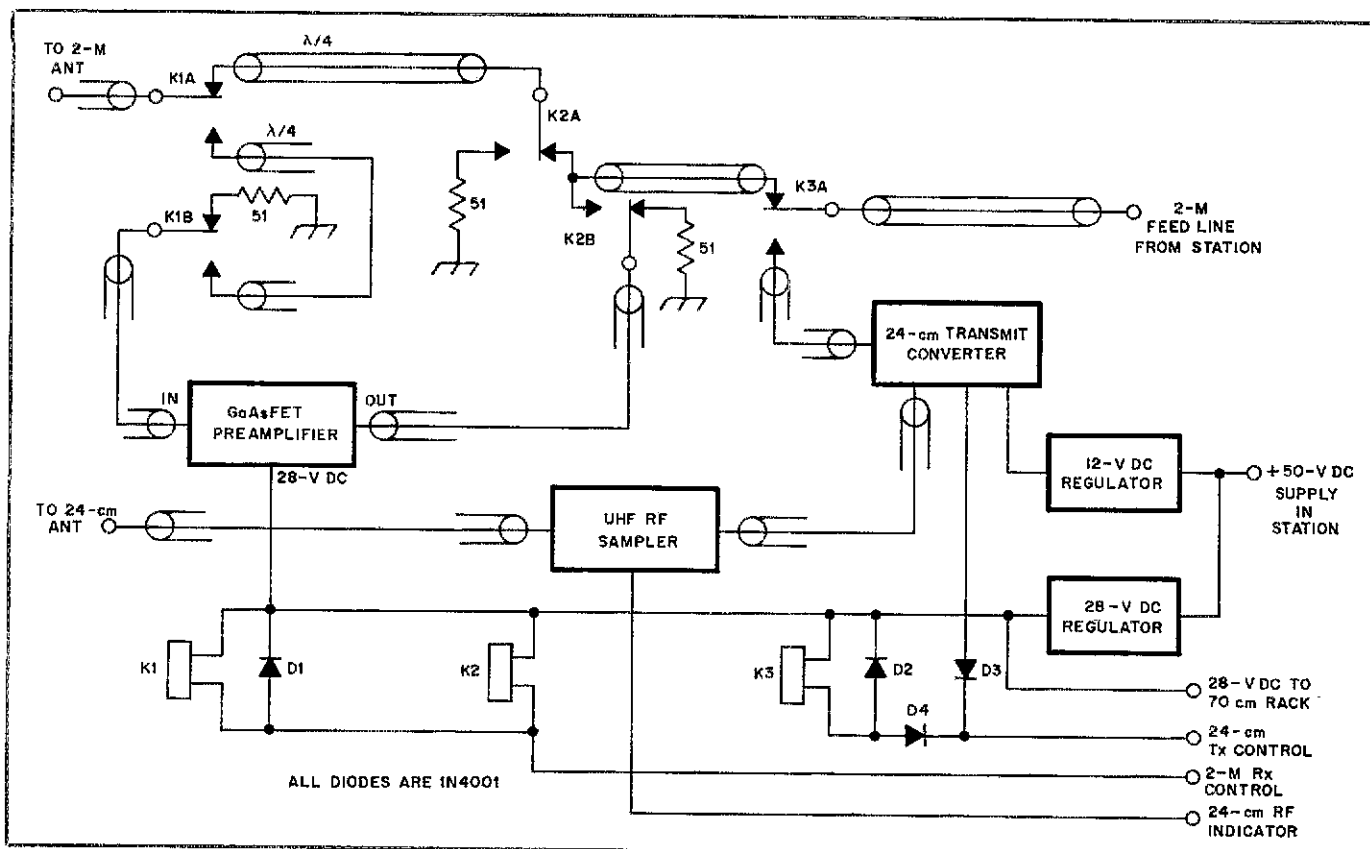 TO 2-M
ANT
K1A
λ/4
K2A
λ/4
K1B
51
51
K2B
51
K3A
2-M
FEED LINE
FROM STATION
24-cm TRANSMIT
CONVERTER
IN
GaAsFET
PREAMPLIFIER
OUT
28-V DC
12-V DC
REGULATOR
+50-V DC
SUPPLY
IN
STATION
TO 24-cm
ANT
UHF RF
SAMPLER
28-V DC
REGULATOR
K1
D1
K2
K3
D2
D3
D4
28-V DC TO
70 cm RACK
24-cm
Tx CONTROL
2-M Rx
CONTROL
24-cm RF
INDICATOR
ALL DIODES ARE 1N4001